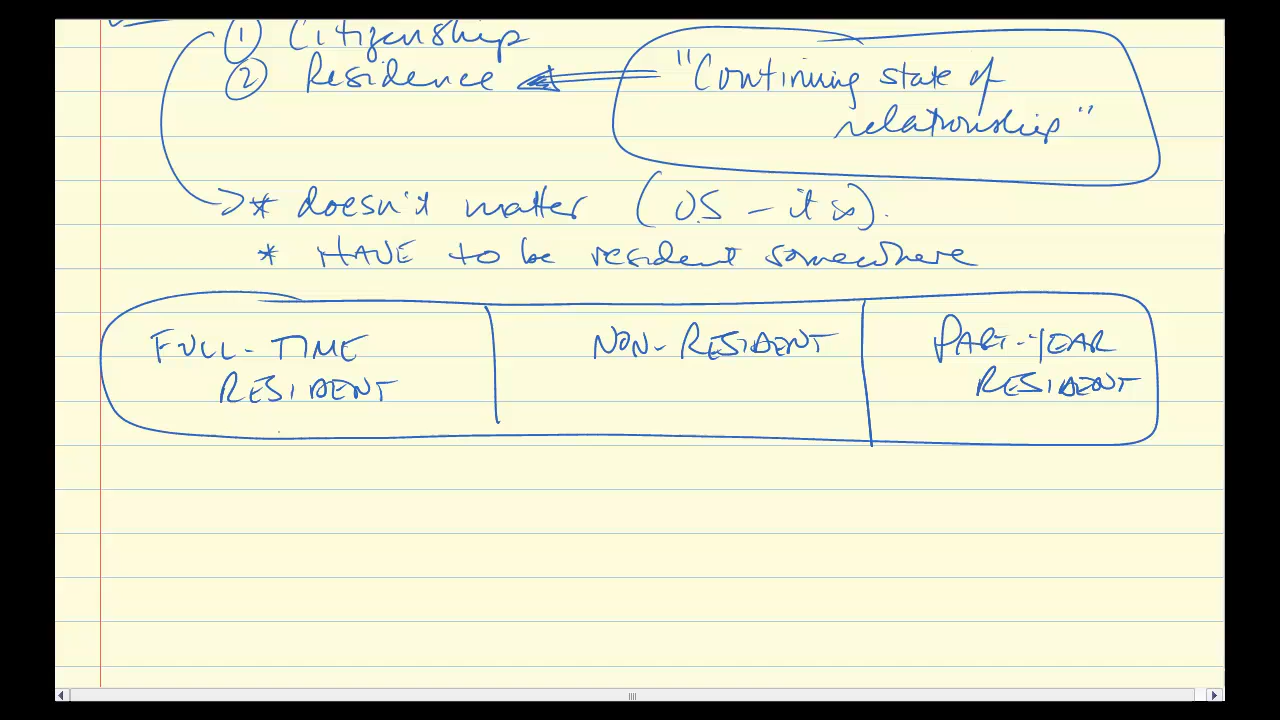 ① Citizenship
② Residence
"Continuing state of
relationship"
* doesn't matter (U.S - it is).
* HAVE to be resident somewhere
FULL-TIME
RESIDENT
NON-RESIDENT
PART-YEAR
RESIDENT